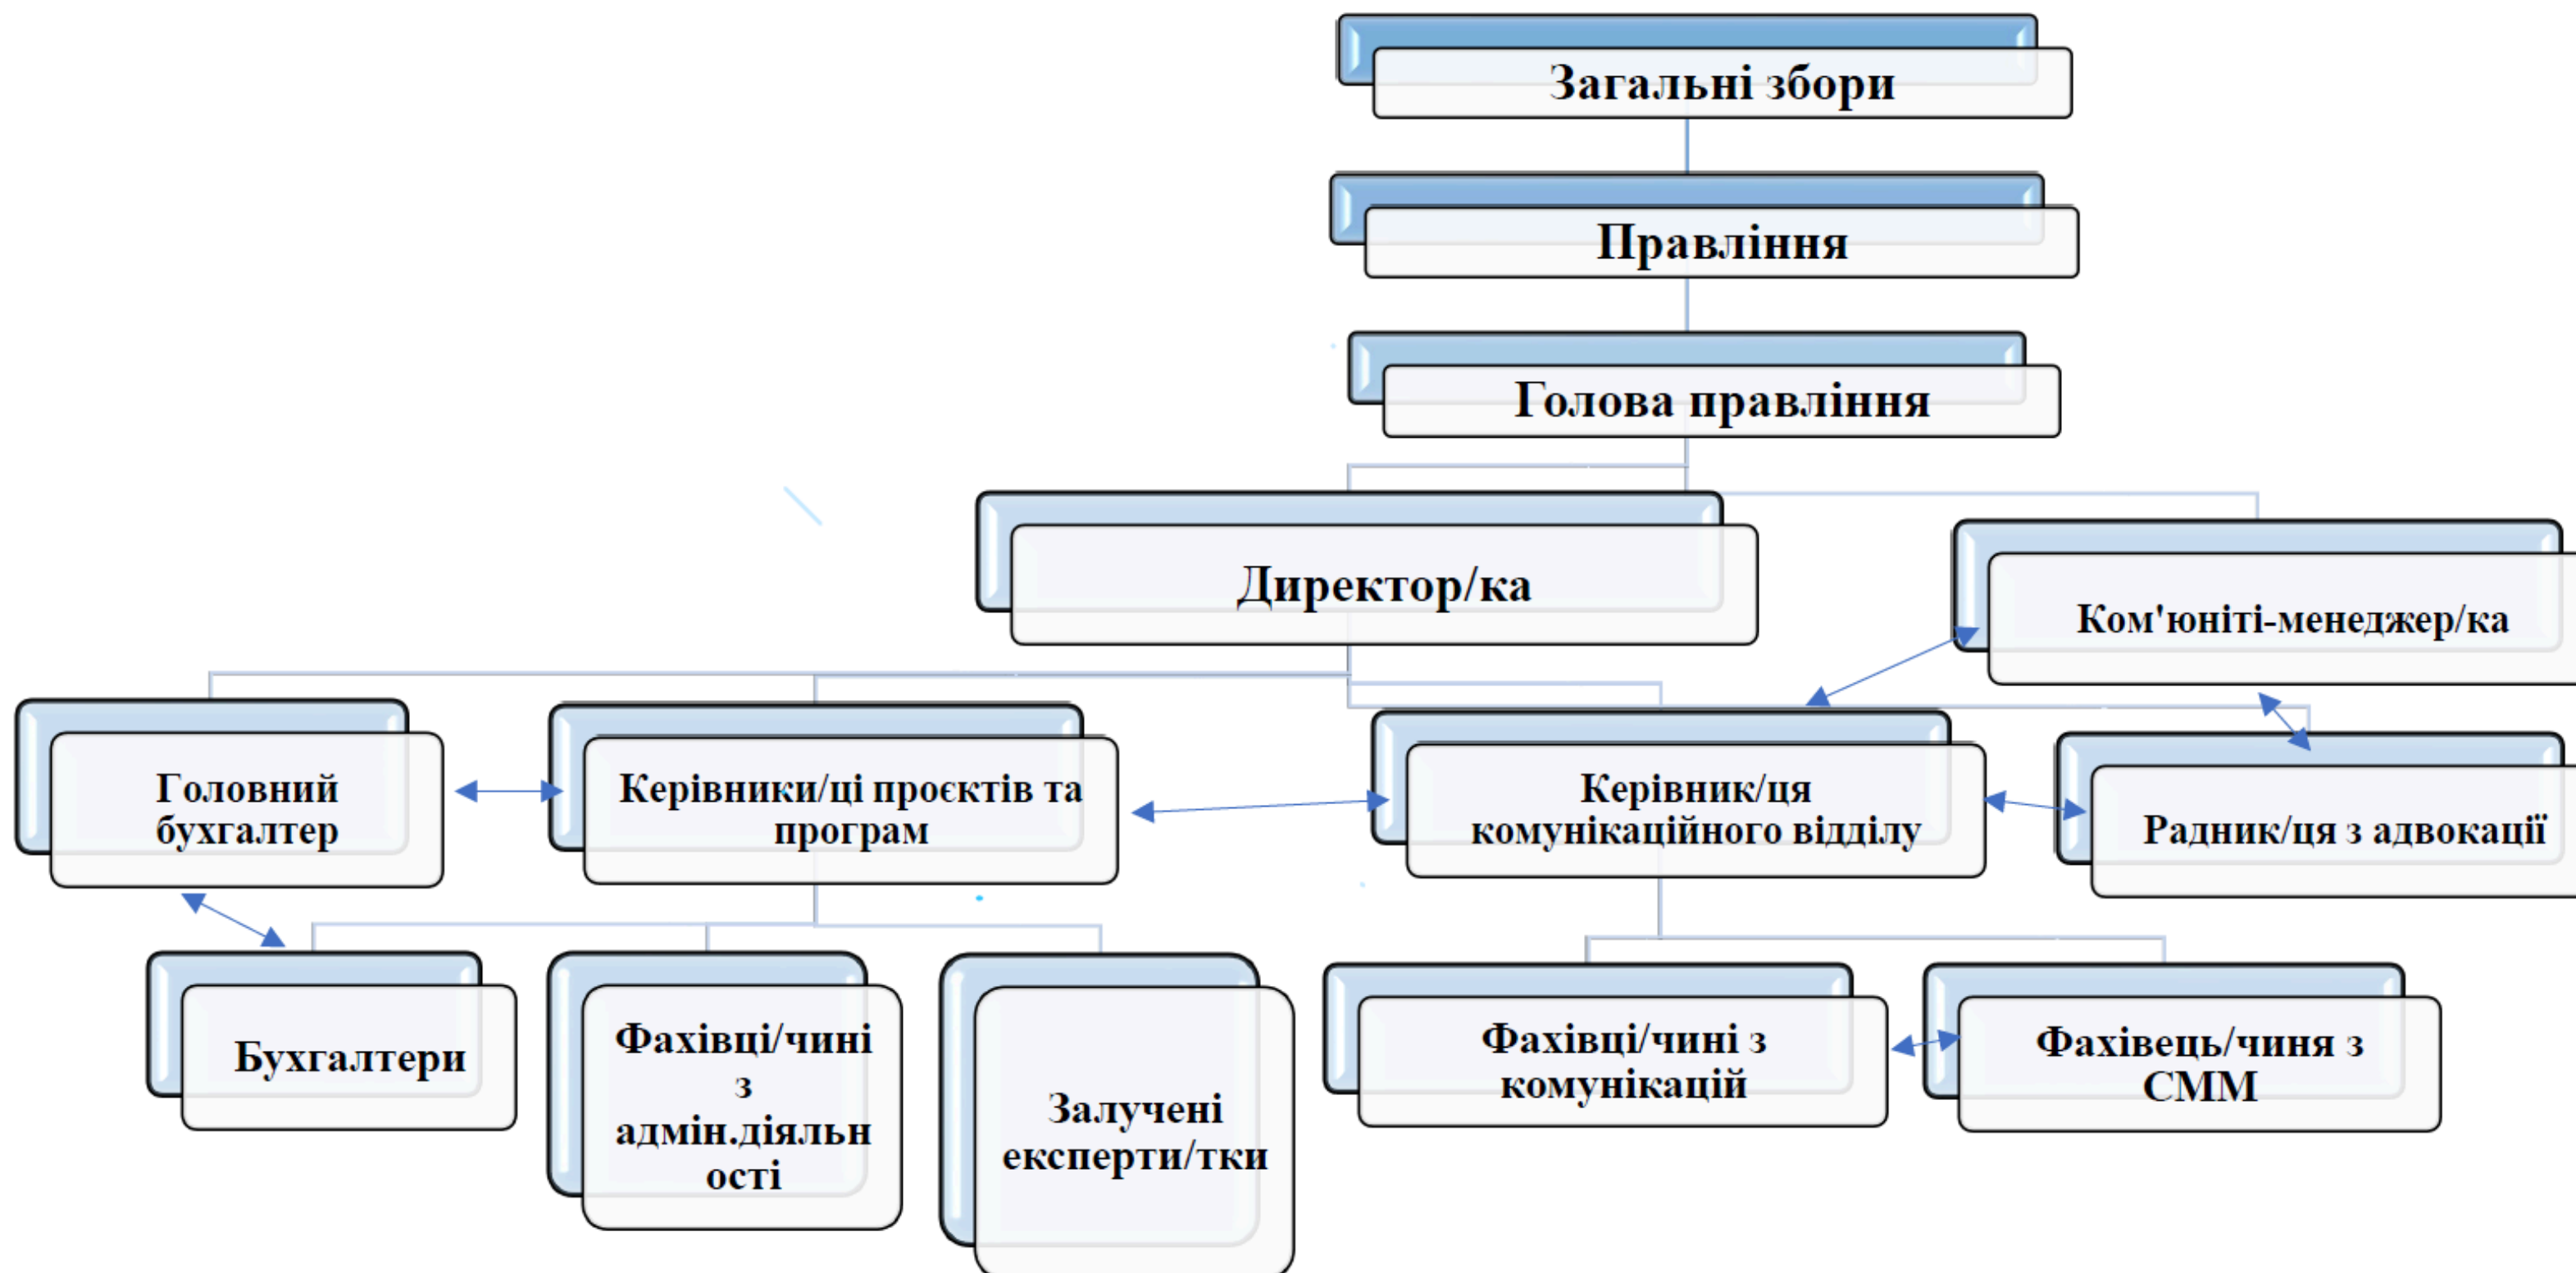 Загальні збори
Правління
Голова правління
Директор/ка
Ком'юніті-менеджер/ка
Головний
бухгалтер
Керівники/ці проєктів та
програм
Керівник/ця
комунікаційного відділу
Радник/ця з адвокації
Бухгалтери
Фахівці/чині
з
адмін.діяльн
ості
Залучені
експерти/тки
Фахівці/чині з
комунікацій
Фахівець/чиня з
СММ